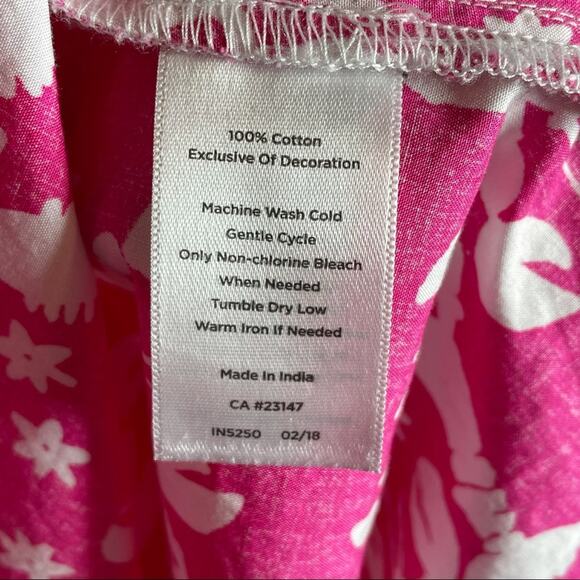 100% Cotton
Exclusive Of Decoration
Machine Wash Cold
Gentle Cycle
Only Non-chlorine Bleach
When Needed
Tumble Dry Low
Warm Iron If Needed
Made In India
CA #23147
IN5250 02/18